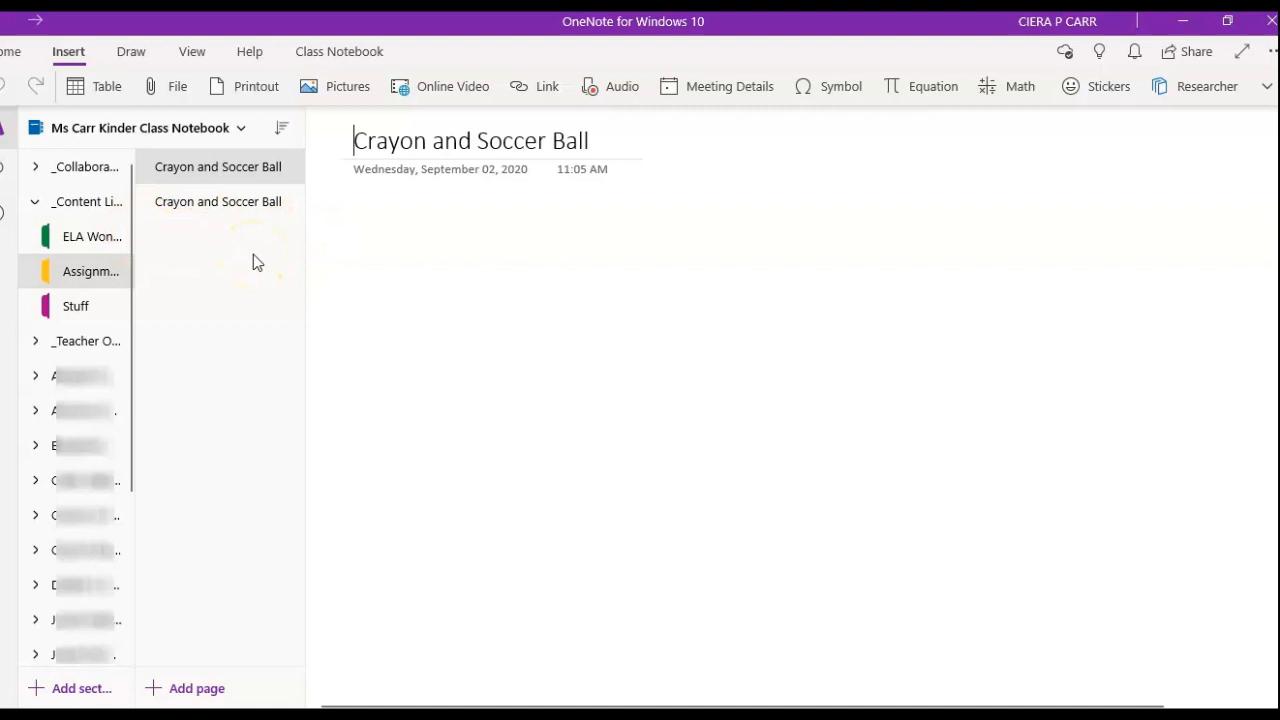 OneNote for Windows 10 CIERA P CARR
ome Insert Draw View Help Class Notebook Share
Table File Printout Pictures Online Video Link Audio Meeting Details Symbol Equation Math Stickers Researcher
Ms Carr Kinder Class Notebook
_Collabora... Crayon and Soccer Ball
_Content Li... Crayon and Soccer Ball
ELA Won...
Assignm...
Stuff
_Teacher O...
Crayon and Soccer Ball
Wednesday, September 02, 2020 11:05 AM
Add sect... Add page